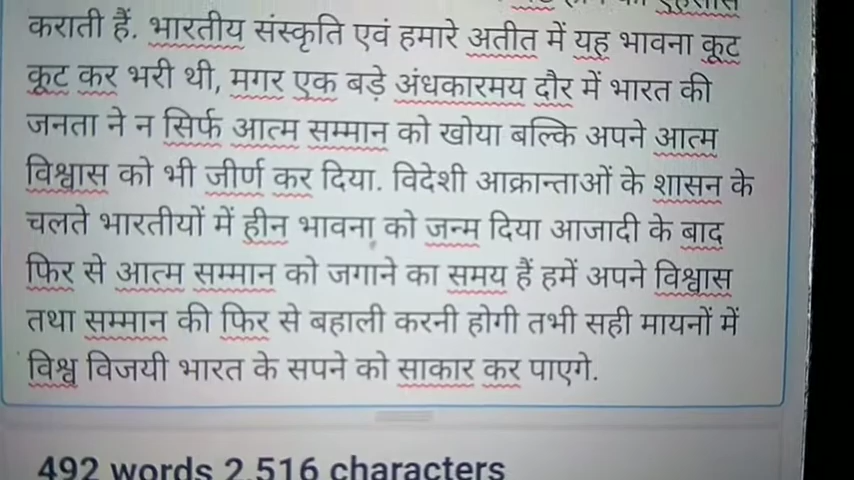 कराती हैं. भारतीय संस्कृति एवं हमारे अतीत में यह भावना कूट
कूट कर भरी थी, मगर एक बड़े अंधकारमय दौर में भारत की
जनता ने न सिर्फ आत्म सम्मान को खोया बल्कि अपने आत्म
विश्वास को भी जीर्ण कर दिया. विदेशी आक्रान्ताओं के शासन के
चलते भारतीयों में हीन भावना को जन्म दिया आजादी के बाद
फिर से आत्म सम्मान को जगाने का समय हैं हमें अपने विश्वास
तथा सम्मान की फिर से बहाली करनी होगी तभी सही मायनों में
विश्व विजयी भारत के सपने को साकार कर पाएगे.
492 words 2,516 characters